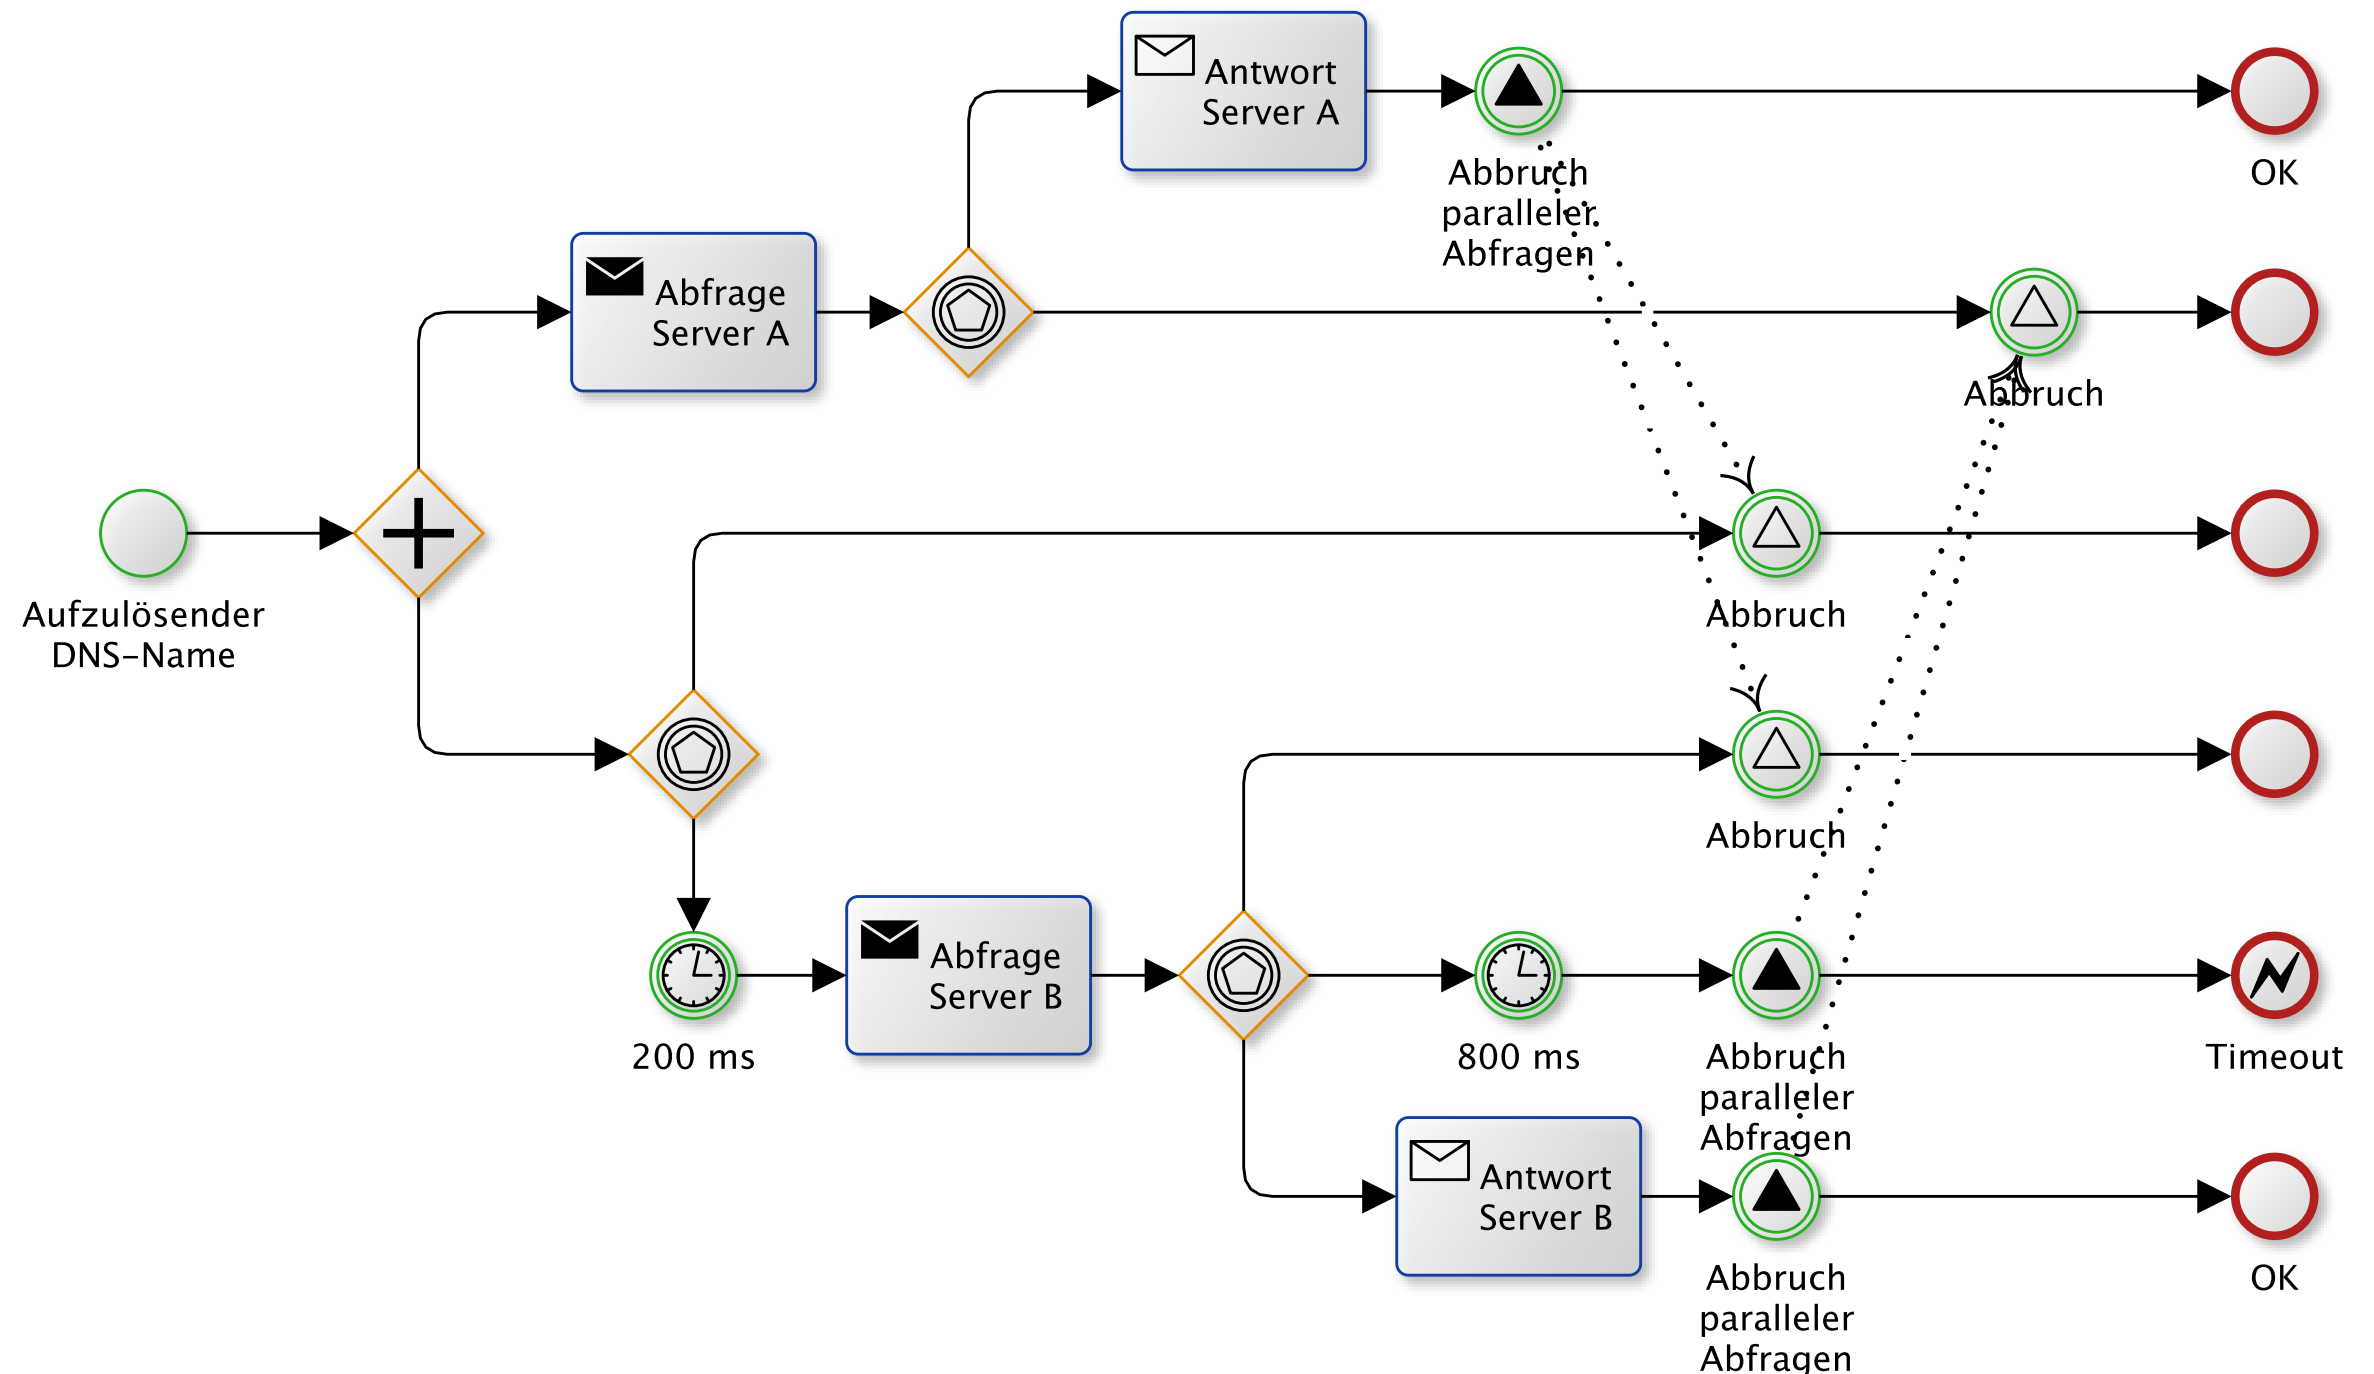 Antwort
Server A
Abbruch
paralleler
Abfragen
OK
Abfrage
Server A
Abbruch
Aufzulösender
DNS-Name
Abbruch
Abbruch
200 ms
Abfrage
Server B
800 ms
Abbruch
paralleler
Abfragen
Timeout
Antwort
Server B
Abbruch
paralleler
Abfragen
OK